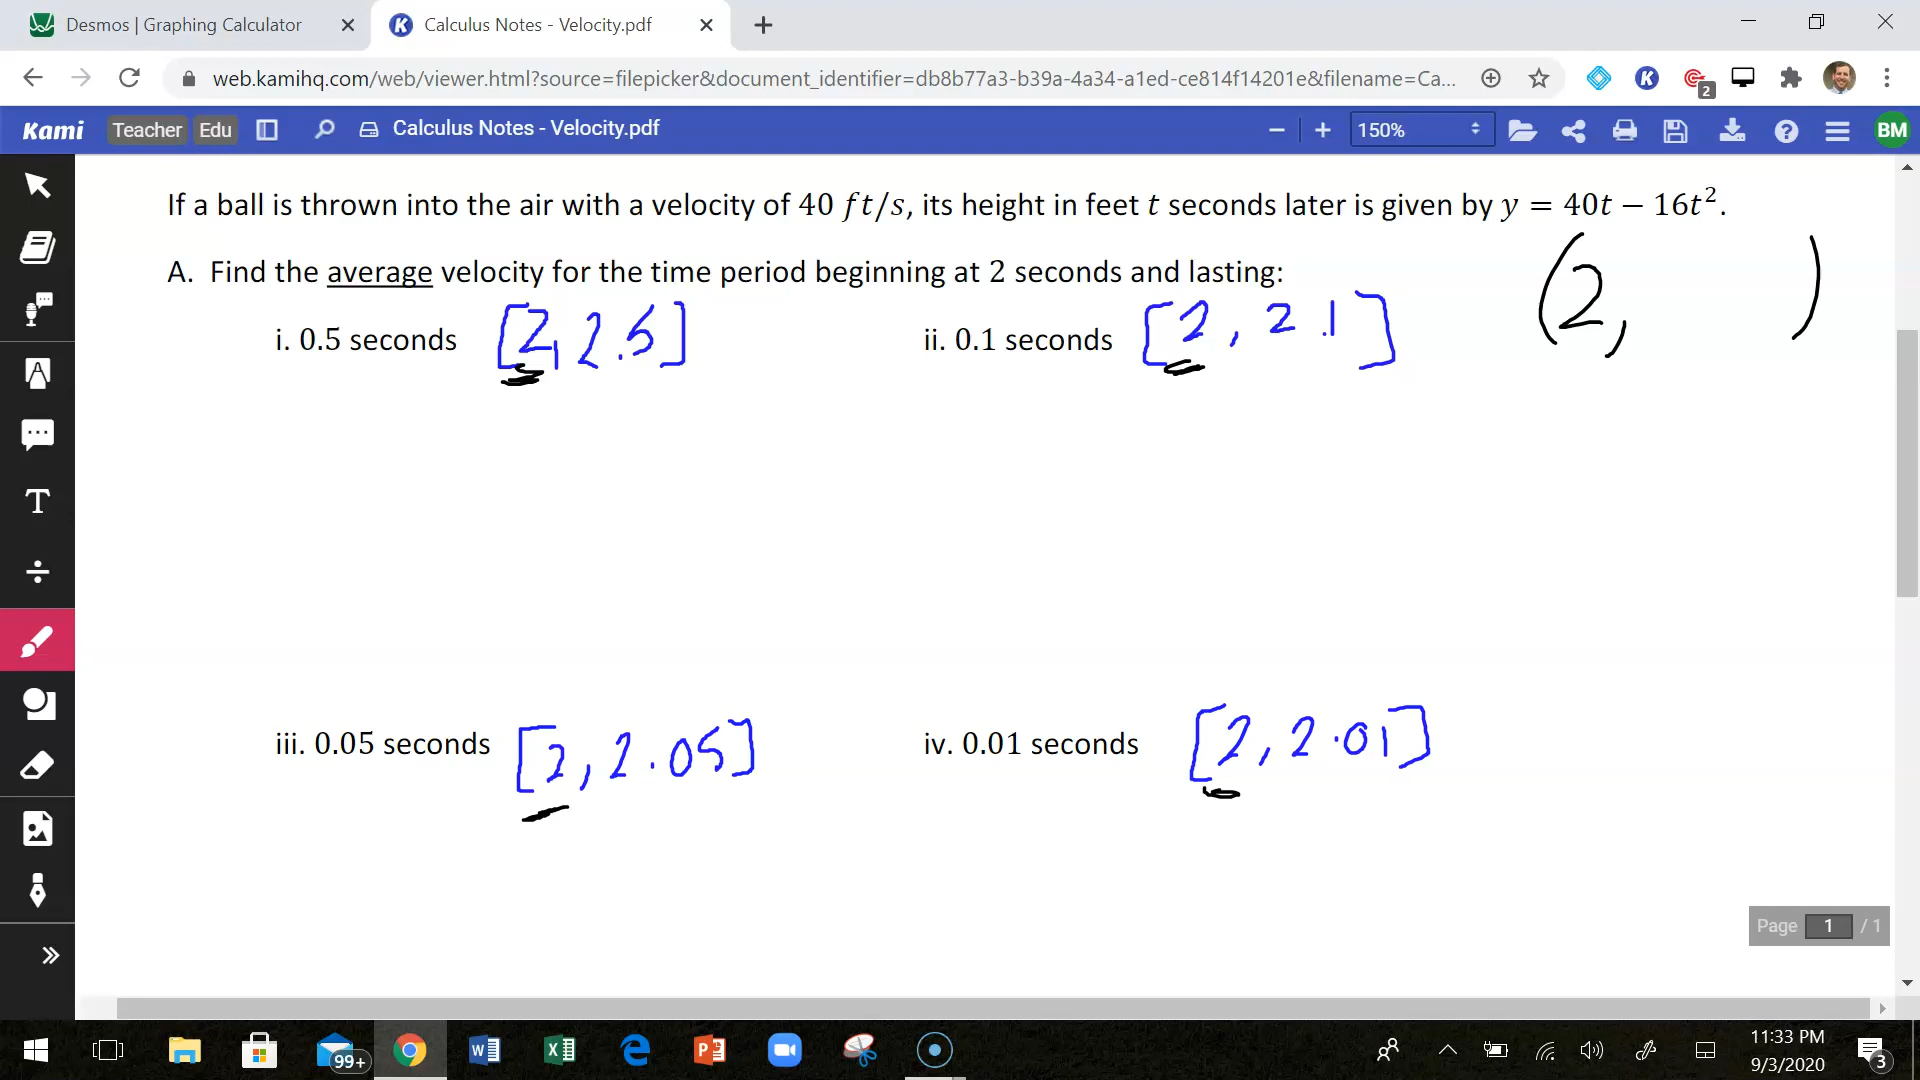 Desmos | Graphing Calculator
Calculus Notes - Velocity.pdf
web.kamihq.com/web/viewer.html?source=filepicker&document_identifier=db8b77a3-b39a-4a34-a1ed-ce814f14201e&filename=Ca...
2
Kami Teacher Edu Calculus Notes - Velocity.pdf 150% BM
If a ball is thrown into the air with a velocity of 40 ft/s, its height in feet t seconds later is given by y = 40t − 16t².
A. Find the average velocity for the time period beginning at 2 seconds and lasting:
(2, )
i. 0.5 seconds [2, 2.5]
ii. 0.1 seconds [2, 2.1]
iii. 0.05 seconds [2, 2.05]
iv. 0.01 seconds [2, 2.01]
Page 1 / 1
99+
11:33 PM
9/3/2020
3